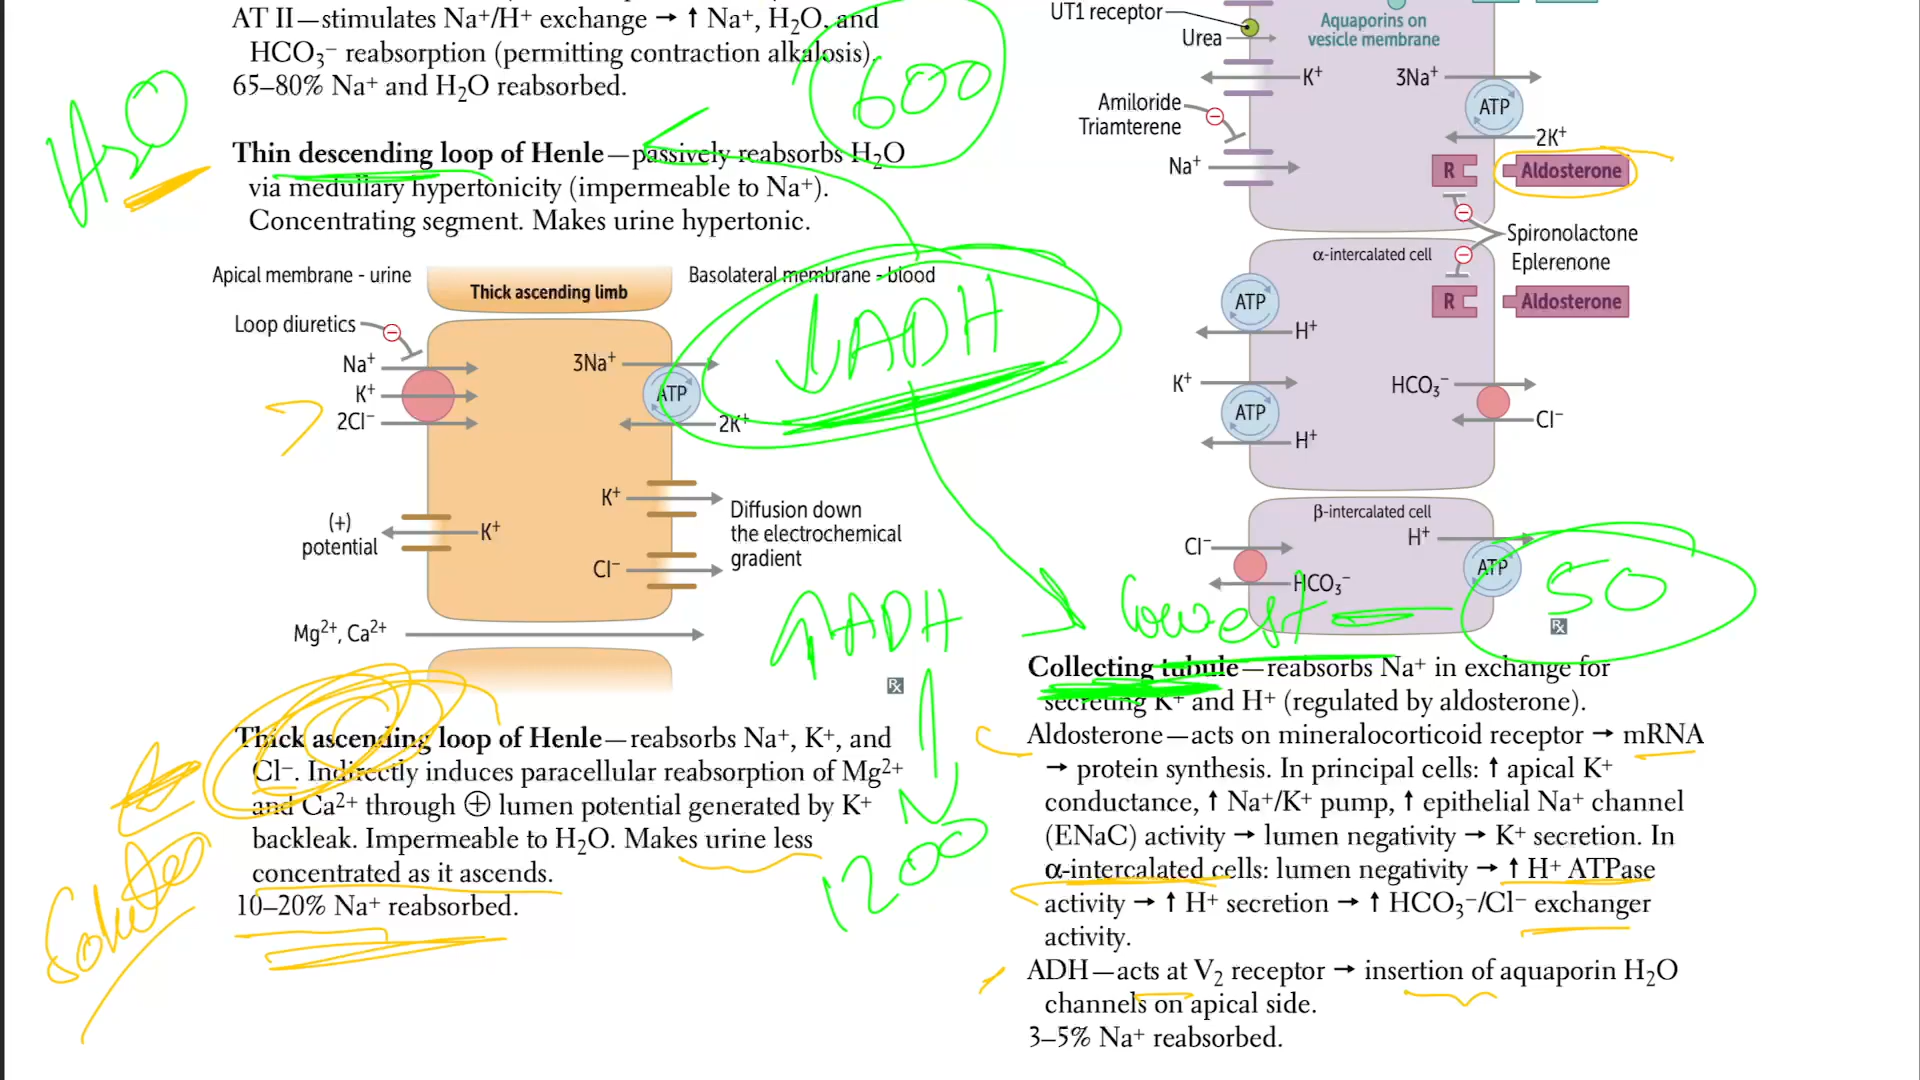 AT II—stimulates Na⁺/H⁺ exchange → ↑ Na⁺, H₂O, and
HCO₃⁻ reabsorption (permitting contraction alkalosis).
65–80% Na⁺ and H₂O reabsorbed.
600
H₂O
Thin descending loop of Henle—passively reabsorbs H₂O
via medullary hypertonicity (impermeable to Na⁺).
Concentrating segment. Makes urine hypertonic.
Apical membrane - urine
Thick ascending limb
Basolateral membrane - blood
↓ADH
Loop diuretics
Na⁺
K⁺
2Cl⁻
3Na⁺
ATP
2K⁺
K⁺
Cl⁻
Diffusion down
the electrochemical
gradient
(+)
potential
K⁺
Mg²⁺, Ca²⁺
↑ADH
Rx
1200
Thick ascending loop of Henle—reabsorbs Na⁺, K⁺, and
Cl⁻. Indirectly induces paracellular reabsorption of Mg²⁺
and Ca²⁺ through ⊕ lumen potential generated by K⁺
backleak. Impermeable to H₂O. Makes urine less
concentrated as it ascends.
10–20% Na⁺ reabsorbed.
Solutes
UT1 receptor
Urea
Aquaporins on
vesicle membrane
K⁺
3Na⁺
ATP
2K⁺
Amiloride
Triamterene
Na⁺
R
Aldosterone
Spironolactone
Eplerenone
α-intercalated cell
R
Aldosterone
ATP
H⁺
K⁺
ATP
H⁺
HCO₃⁻
Cl⁻
β-intercalated cell
Cl⁻
HCO₃⁻
H⁺
ATP
50
Rx
Lowest =
Collecting tubule—reabsorbs Na⁺ in exchange for
secreting K⁺ and H⁺ (regulated by aldosterone).
Aldosterone—acts on mineralocorticoid receptor → mRNA
→ protein synthesis. In principal cells: ↑ apical K⁺
conductance, ↑ Na⁺/K⁺ pump, ↑ epithelial Na⁺ channel
(ENaC) activity → lumen negativity → K⁺ secretion. In
α-intercalated cells: lumen negativity → ↑ H⁺ ATPase
activity → ↑ H⁺ secretion → ↑ HCO₃⁻/Cl⁻ exchanger
activity.
ADH—acts at V₂ receptor → insertion of aquaporin H₂O
channels on apical side.
3–5% Na⁺ reabsorbed.